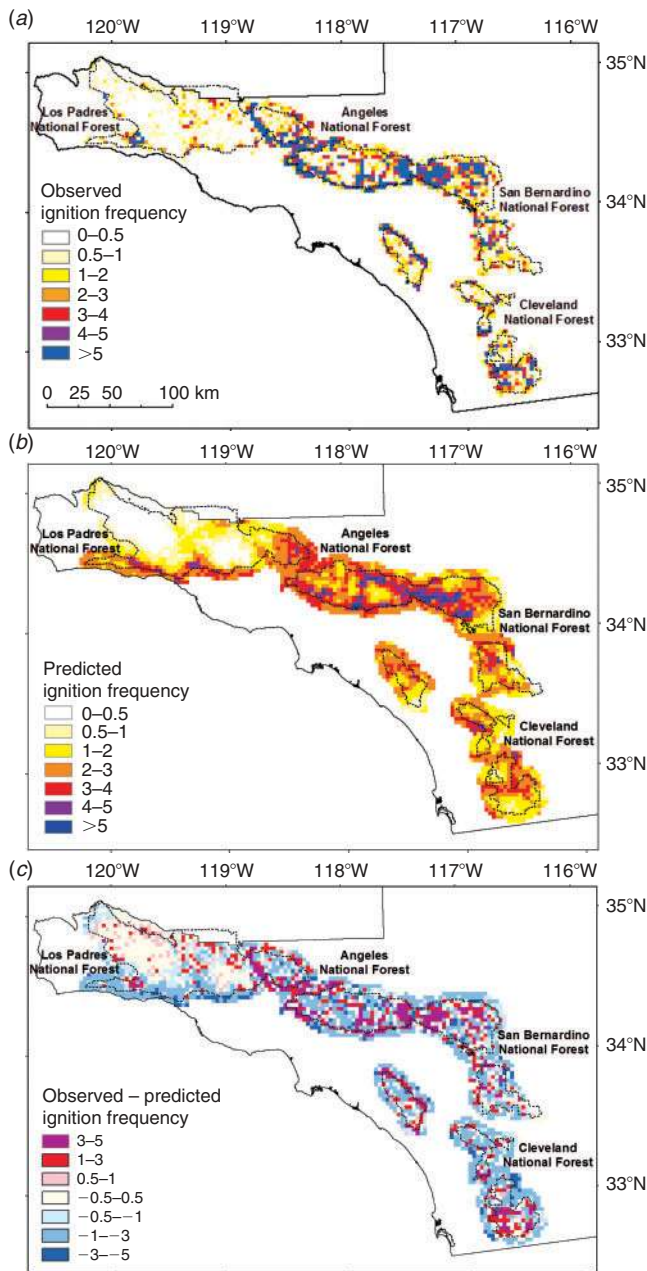 (a)
120°W 119°W 118°W 117°W 116°W
35°N
34°N
33°N
Los Padres
National Forest
Angeles
National Forest
San Bernardino
National Forest
Cleveland
National Forest
Observed
ignition frequency
0–0.5
0.5–1
1–2
2–3
3–4
4–5
>5
0 25 50 100 km
(b)
120°W 119°W 118°W 117°W 116°W
35°N
34°N
33°N
Los Padres
National Forest
Angeles
National Forest
San Bernardino
National Forest
Cleveland
National Forest
Predicted
ignition frequency
0–0.5
0.5–1
1–2
2–3
3–4
4–5
>5
(c)
120°W 119°W 118°W 117°W 116°W
35°N
34°N
33°N
Los Padres
National Forest
Angeles
National Forest
San Bernardino
National Forest
Cleveland
National Forest
Observed – predicted
ignition frequency
3–5
1–3
0.5–1
−0.5–0.5
−0.5–−1
−1–−3
−3–−5